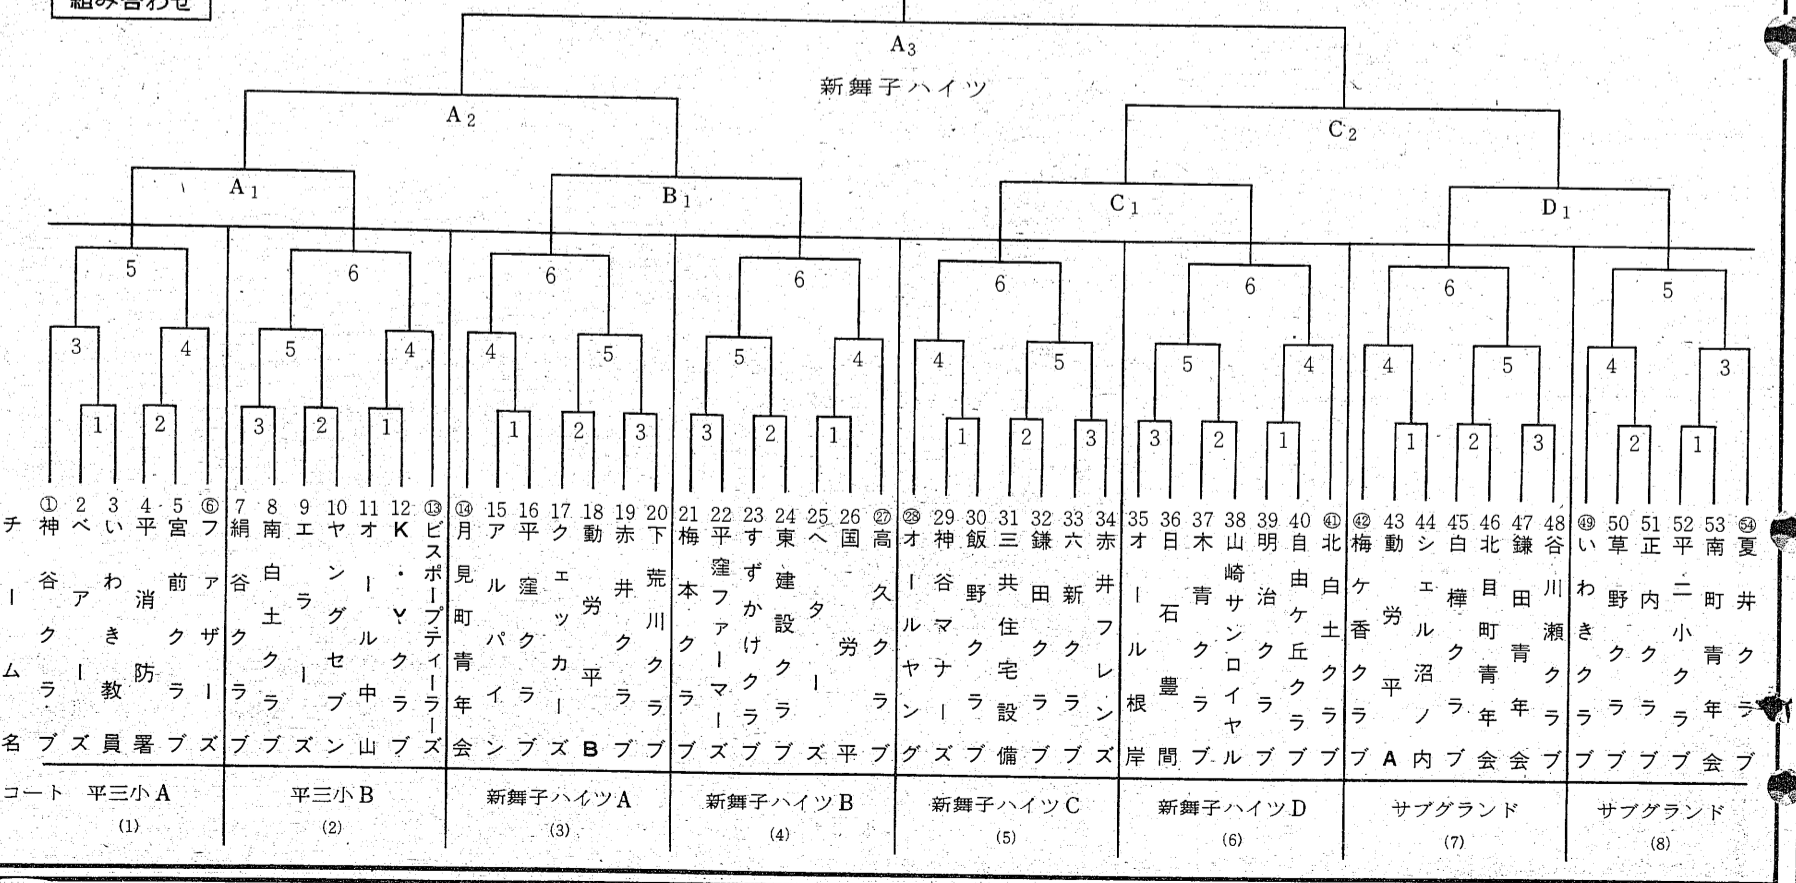 組み合わせ
A3
新舞子ハイツ
A2
C2
A1
B1
C1
D1
5
6
6
6
6
6
6
5
3
4
5
4
4
5
5
4
4
5
5
4
4
5
4
3
1
2
3
2
1
1
2
3
3
2
1
1
2
3
3
2
1
1
2
3
2
1
チーム名
① 神谷クラブ
2 ベアーズ
3 いわき教員
4 平消防署
5 宮前クラブ
⑥ ファザーズ
7 絹谷クラブ
8 南白土クラブ
9 エラーズ
10 ヤングセブン
11 オール中山
12 K・Yクラブ
⑬ ビスポープティーラーズ
⑭ 月見町青年会
15 アルパイン
16 平窪クラブ
17 クェッカーズ
18 動労平B
19 赤井クラブ
20 下荒川クラブ
21 梅本クラブ
22 平窪ファーマーズ
23 すずかけクラブ
24 東建設クラブ
25 へターズ
26 国労平
㉗ 高久クラブ
㉘ オールヤング
29 神谷マナーズ
30 飯野クラブ
31 三共住宅設備
32 鎌田クラブ
33 六新クラブ
34 赤井フレンズ
35 オール根岸
36 日石豊間
37 木青クラブ
38 山崎サンロイヤル
39 明治クラブ
40 自由ケ丘クラブ
㊶ 北白土クラブ
㊷ 梅ケ香クラブ
43 動労平A
44 シェル沼ノ内
45 白樺クラブ
46 北目町青年会
47 鎌田青年会
48 谷川瀬クラブ
㊾ いわきクラブ
50 草野クラブ
51 正内クラブ
52 平二小クラブ
53 南町青年会
54 夏井クラブ
コート
平三小A
平三小B
新舞子ハイツA
新舞子ハイツB
新舞子ハイツC
新舞子ハイツD
サブグランド
サブグランド
(1)
(2)
(3)
(4)
(5)
(6)
(7)
(8)